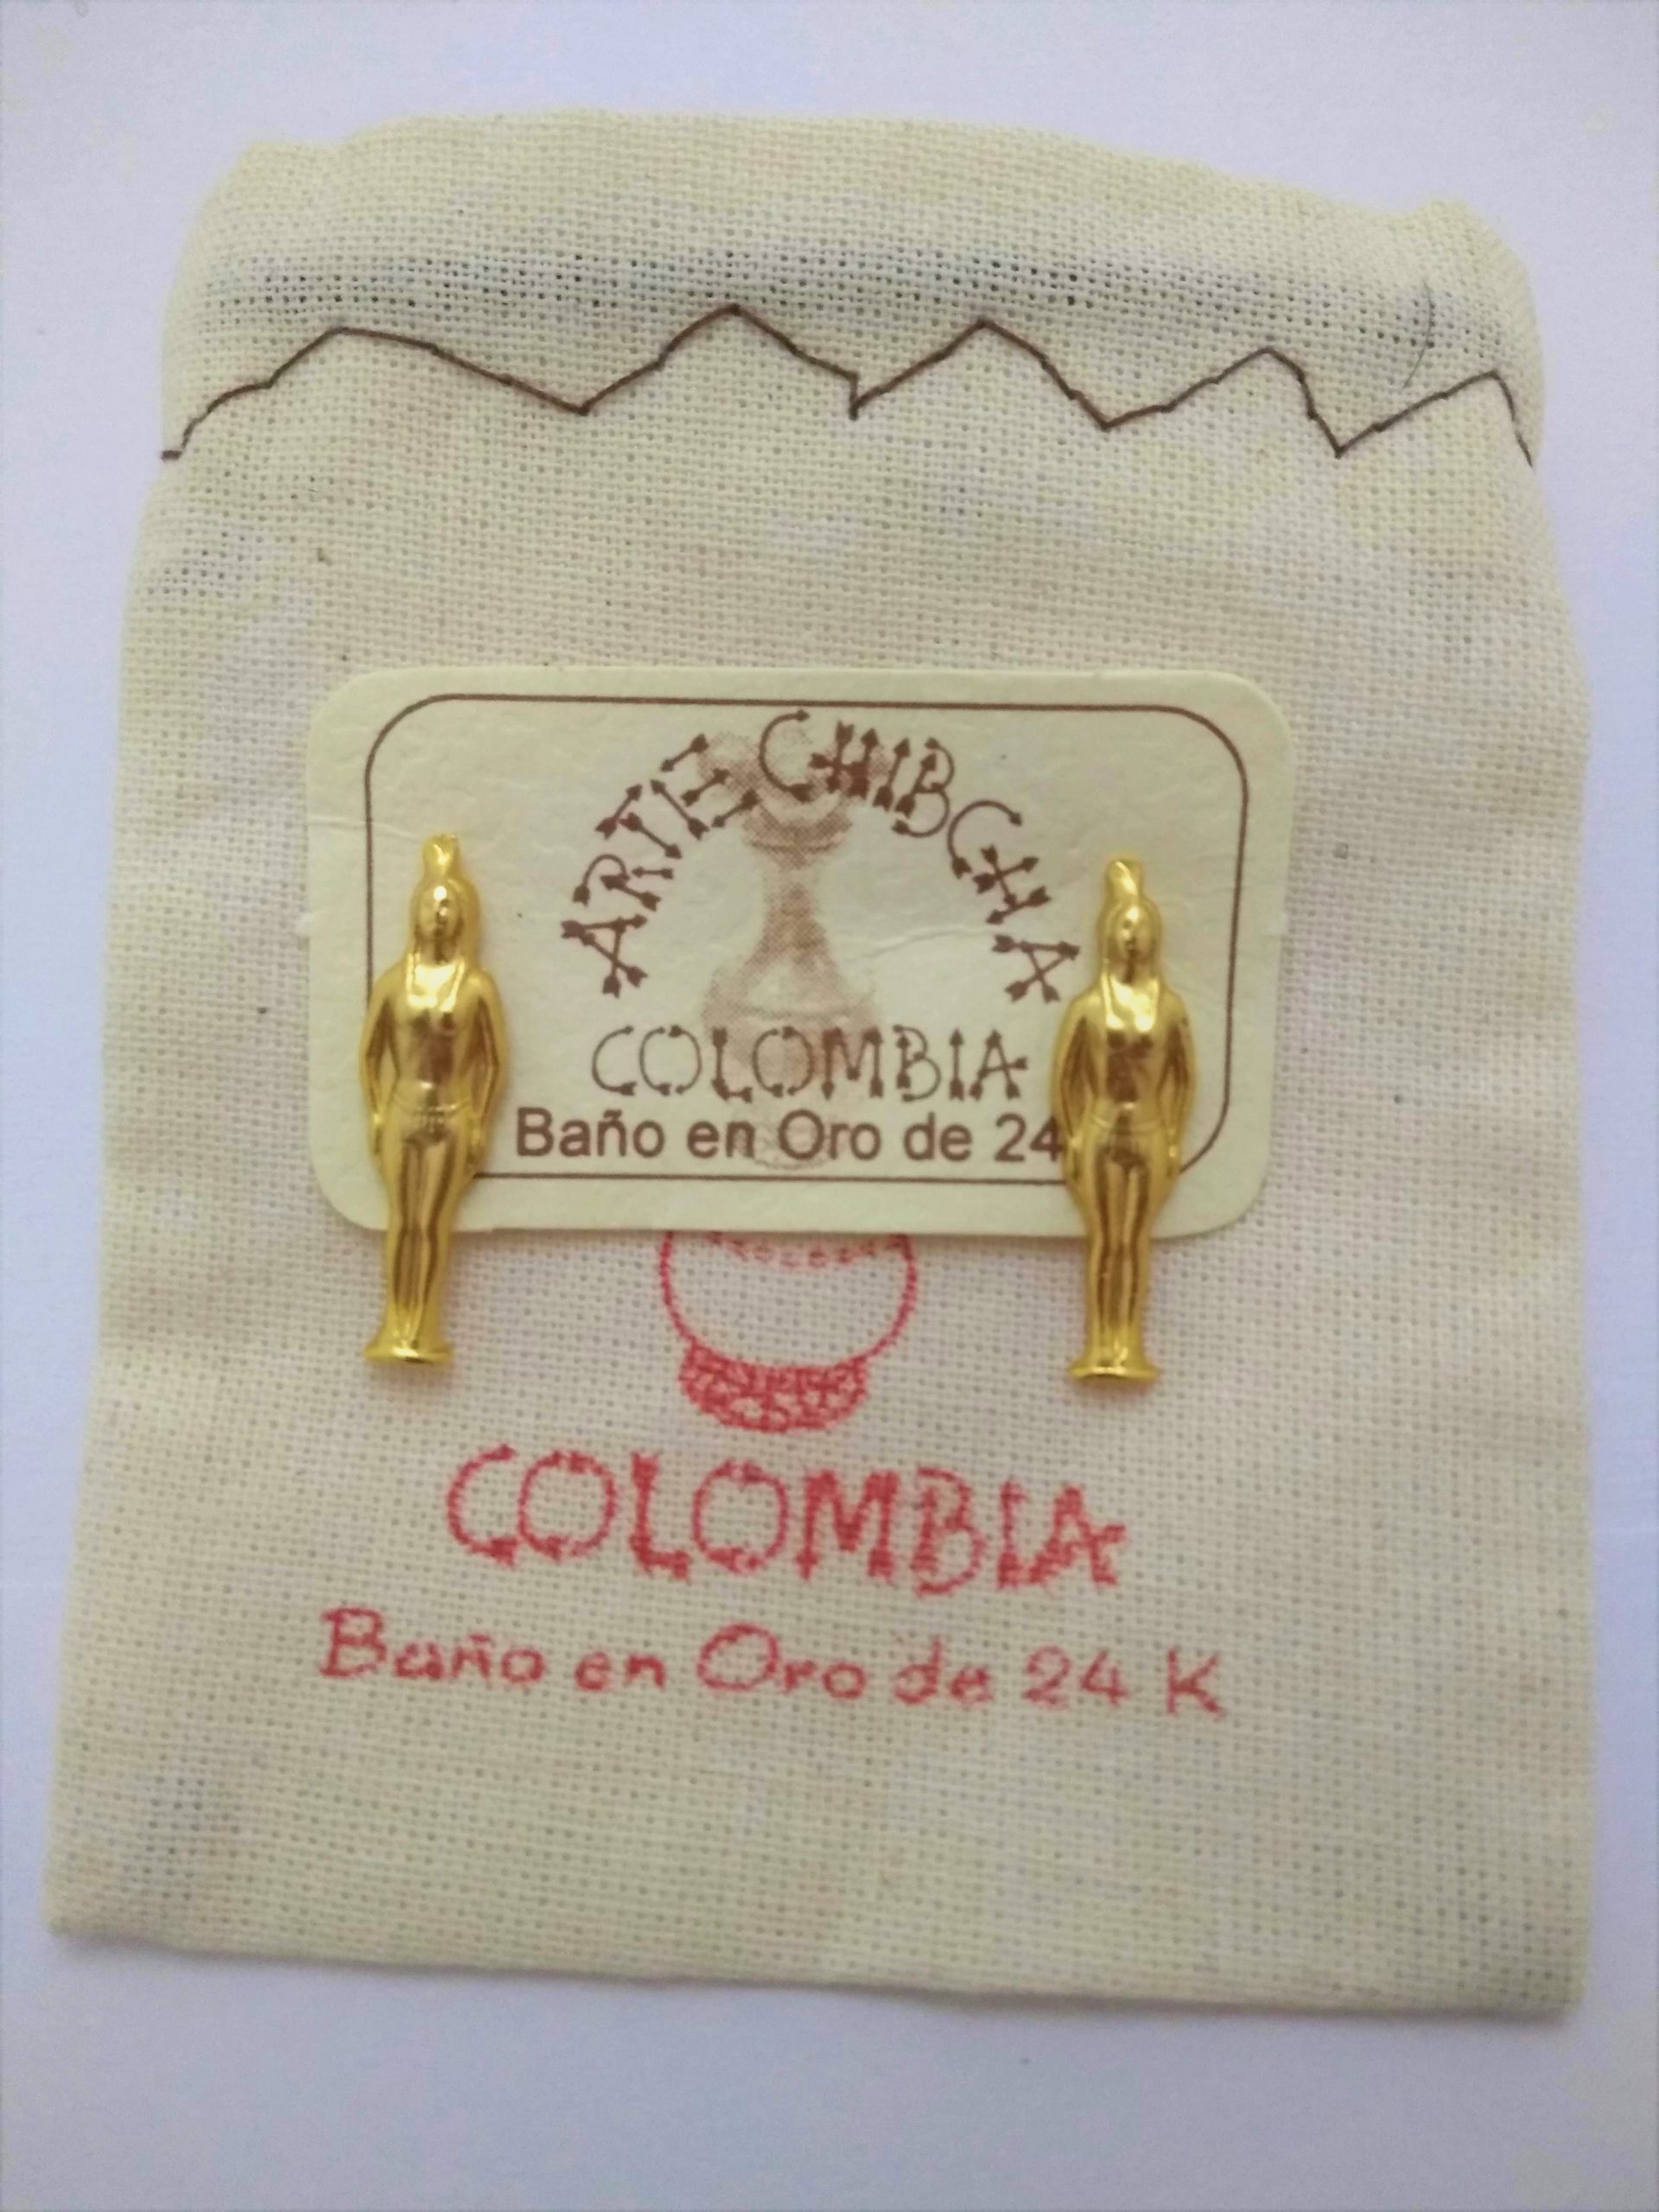 ARTE CHIBCHA
COLOMBIA
Baño en Oro de 24
COLOMBIA
Baño en Oro de 24 K